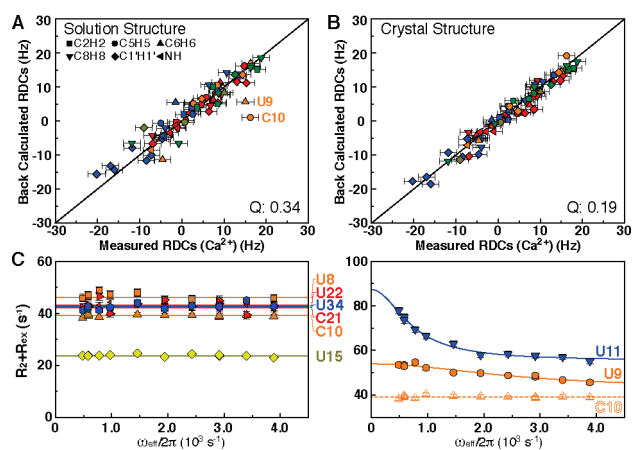 A Solution Structure
■C2H2 ●C5H5 ▲C6H6
▼C8H8 ◆C1'H1' ◀NH
Back Calculated RDCs (Hz)
30
20
10
0
-10
-20
-30
U9
C10
Q: 0.34
-30 -20 -10 0 10 20 30
Measured RDCs (Ca2+) (Hz)
B Crystal Structure
Back Calculated RDCs (Hz)
30
20
10
0
-10
-20
-30
Q: 0.19
-30 -20 -10 0 10 20 30
Measured RDCs (Ca2+) (Hz)
C
R2+Rex (s-1)
60
40
20
0
U8
U22
U34
C21
C10
U15
0 1.0 2.0 3.0 4.0
ωeff/2π (10³ s-1)
100
80
60
40
U11
U9
C10
0 1.0 2.0 3.0 4.0
ωeff/2π (10³ s-1)